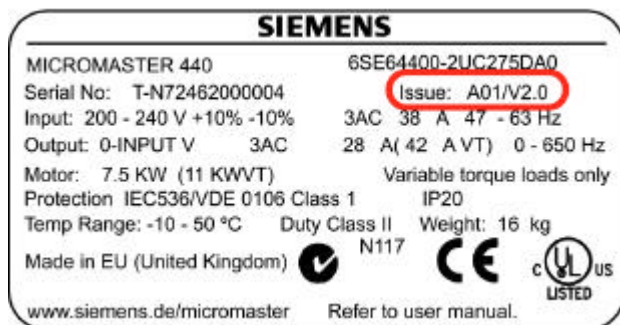 SIEMENS
MICROMASTER 440 6SE64400-2UC275DA0
Serial No: T-N72462000004 Issue: A01/V2.0
Input: 200 - 240 V +10% -10% 3AC 38 A 47 - 63 Hz
Output: 0-INPUT V 3AC 28 A( 42 A VT) 0 - 650 Hz
Motor: 7.5 KW (11 KWVT) Variable torque loads only
Protection IEC536/VDE 0106 Class 1 IP20
Temp Range: -10 - 50 ºC Duty Class II Weight: 16 kg
Made in EU (United Kingdom) N117 CE C UL US LISTED
www.siemens.de/micromaster Refer to user manual.